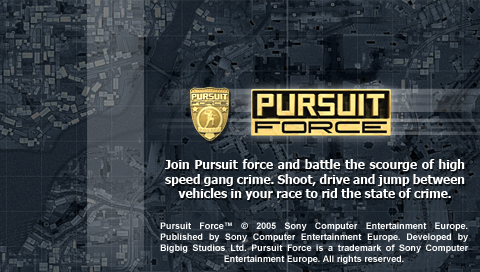 PURSUIT
PURSUIT
FORCE
Join Pursuit force and battle the scourge of high
speed gang crime. Shoot, drive and jump between
vehicles in your race to rid the state of crime.
Pursuit Force™ © 2005 Sony Computer Entertainment Europe.
Published by Sony Computer Entertainment Europe. Developed by
Bigbig Studios Ltd. Pursuit Force is a trademark of Sony Computer
Entertainment Europe. All rights reserved.